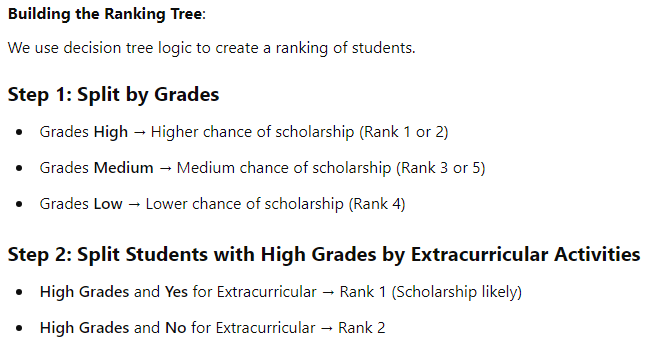 Building the Ranking Tree:
We use decision tree logic to create a ranking of students.
Step 1: Split by Grades
• Grades High → Higher chance of scholarship (Rank 1 or 2)
• Grades Medium → Medium chance of scholarship (Rank 3 or 5)
• Grades Low → Lower chance of scholarship (Rank 4)
Step 2: Split Students with High Grades by Extracurricular Activities
• High Grades and Yes for Extracurricular → Rank 1 (Scholarship likely)
• High Grades and No for Extracurricular → Rank 2